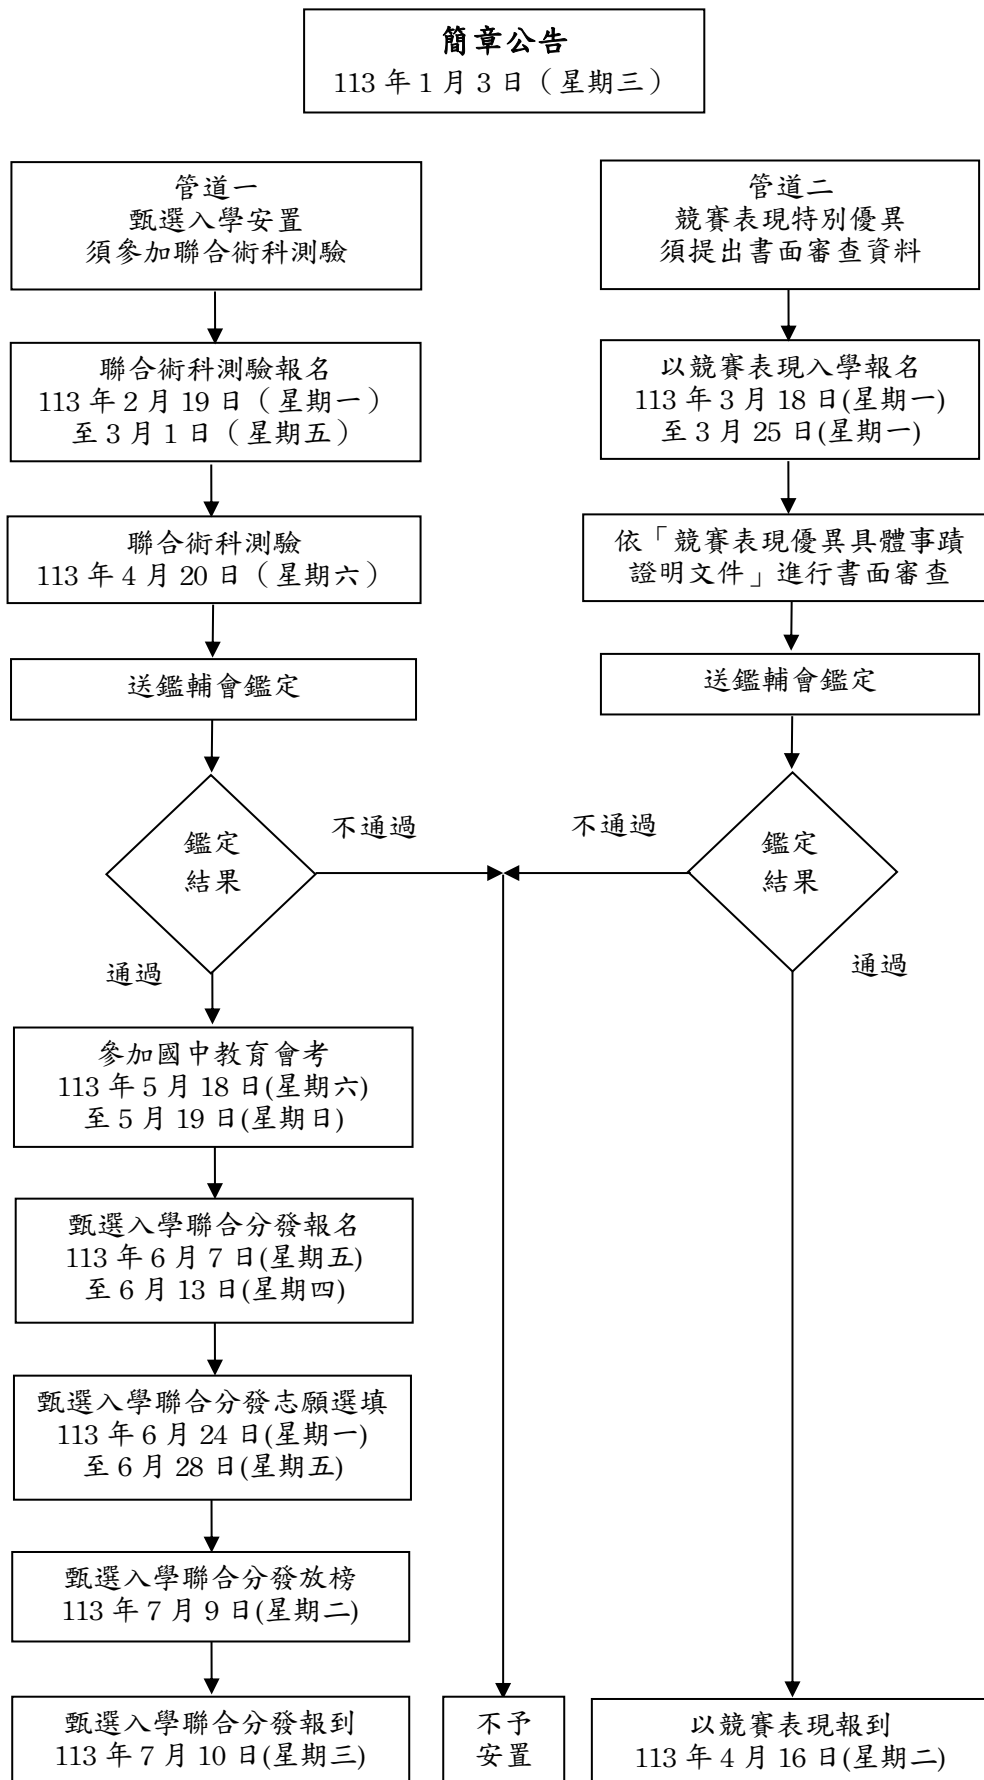 簡章公告
113 年 1 月 3 日（星期三）
管道一
甄選入學安置
須參加聯合術科測驗
聯合術科測驗報名
113 年 2 月 19 日（星期一）
至 3 月 1 日（星期五）
聯合術科測驗
113 年 4 月 20 日（星期六）
送鑑輔會鑑定
鑑定
結果
不通過
通過
參加國中教育會考
113 年 5 月 18 日(星期六)
至 5 月 19 日(星期日)
甄選入學聯合分發報名
113 年 6 月 7 日(星期五)
至 6 月 13 日(星期四)
甄選入學聯合分發志願選填
113 年 6 月 24 日(星期一)
至 6 月 28 日(星期五)
甄選入學聯合分發放榜
113 年 7 月 9 日(星期二)
甄選入學聯合分發報到
113 年 7 月 10 日(星期三)
管道二
競賽表現特別優異
須提出書面審查資料
以競賽表現入學報名
113 年 3 月 18 日(星期一)
至 3 月 25 日(星期一)
依「競賽表現優異具體事蹟
證明文件」進行書面審查
送鑑輔會鑑定
鑑定
結果
不通過
通過
不予
安置
以競賽表現報到
113 年 4 月 16 日(星期二)